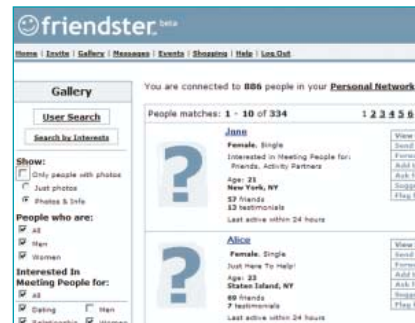 friendster. beta
Home | Invite | Gallery | Messages | Events | Shopping | Help | Log Out
Gallery
User Search
Search by Interests
Show:
Only people with photos
Just photos
Photos & Info
People who are:
All
Men
Women
Interested In
Meeting People for:
All
Dating Men
Relationship Women
You are connected to 886 people in your Personal Network
People matches: 1 - 10 of 334 1 2 3 4 5 6
Jane
Female, Single
Interested in Meeting People for:
Friends, Activity Partners
Age: 21
New York, NY
57 friends
13 testimonials
Last active within 24 hours
View
Send
Forw
Add t
Ask f
Sugg
Flag f
Alice
Female, Single
Just Here To Help!
Age: 23
Staten Island, NY
69 friends
7 testimonials
Last active within 24 hours
View
Send
Forw
Add t
Ask f
Sugg
Flag f